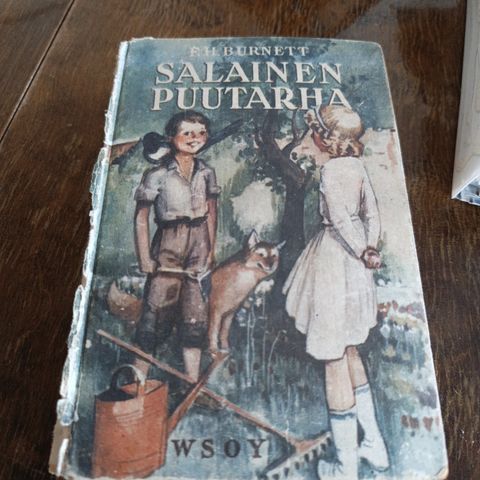 F. H. BURNETT
SALAINEN
PUUTARHA
WSOY